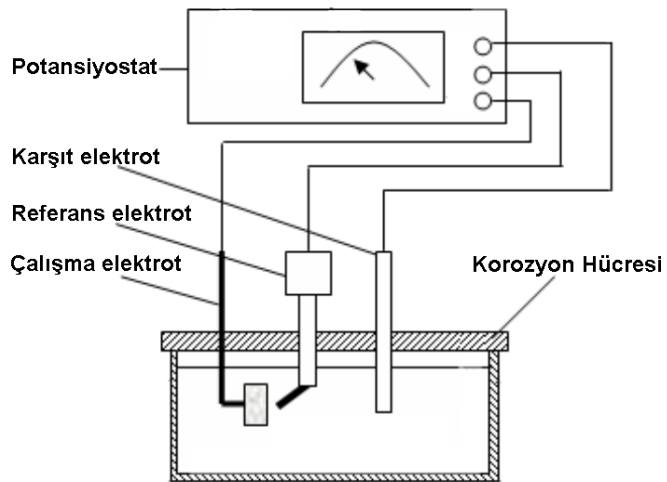 Potansiyostat
Karşıt elektrot
Referans elektrot
Çalışma elektrot
Korozyon Hücresi